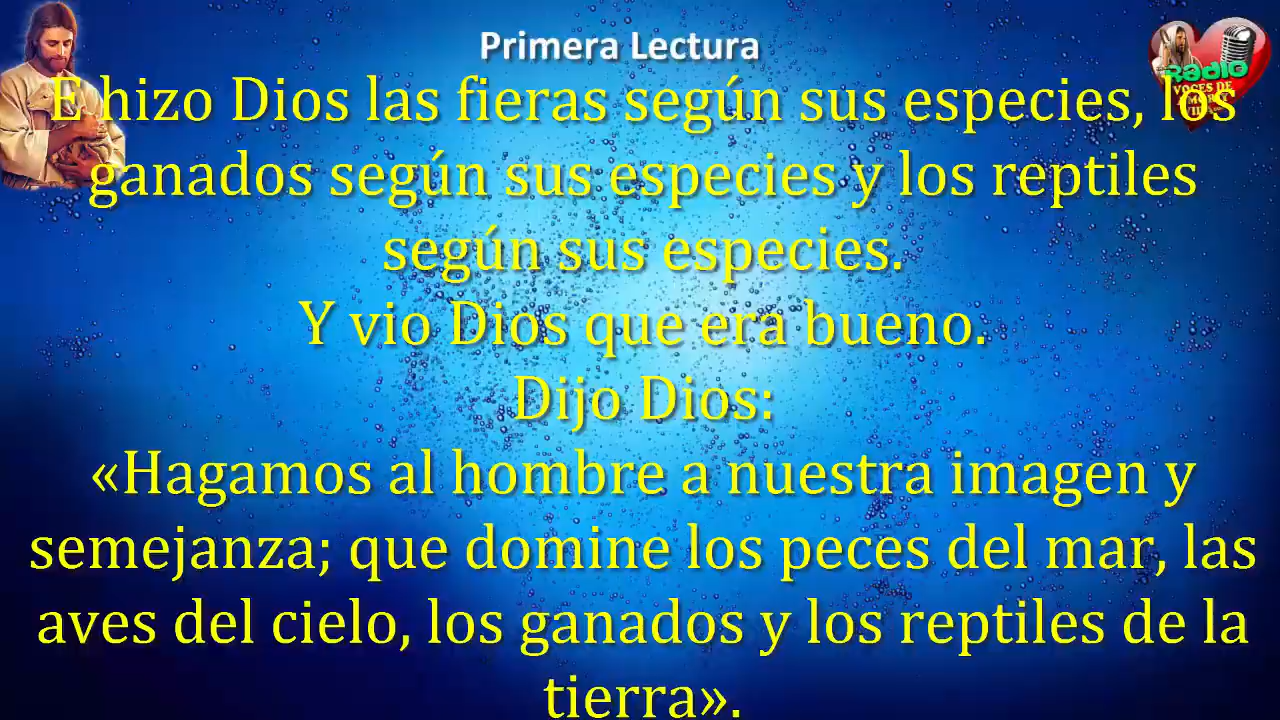 Primera Lectura
E hizo Dios las fieras según sus especies, los
ganados según sus especies y los reptiles
según sus especies.
Y vio Dios que era bueno.
Dijo Dios:
«Hagamos al hombre a nuestra imagen y
semejanza; que domine los peces del mar, las
aves del cielo, los ganados y los reptiles de la
tierra».
Radio
VOCES DE